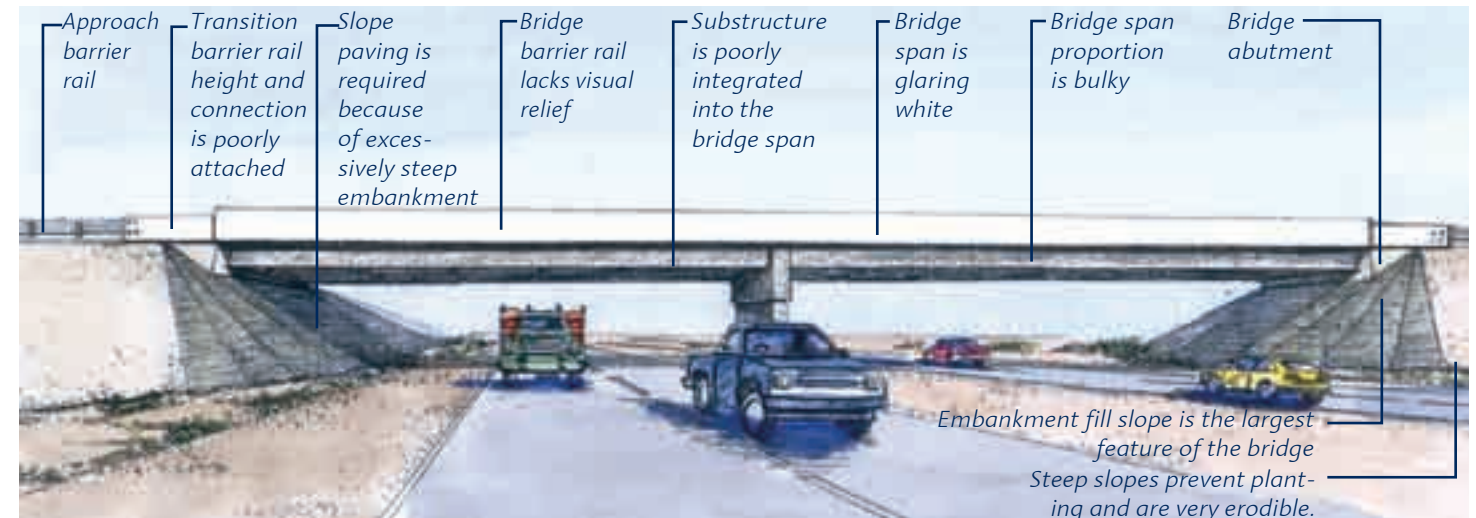 Approach
barrier
rail
Transition
barrier rail
height and
connection
is poorly
attached
Slope
paving is
required
because
of exces-
sively steep
embankment
Bridge
barrier rail
lacks visual
relief
Substructure
is poorly
integrated
into the
bridge span
Bridge
span is
glaring
white
Bridge span
proportion
is bulky
Bridge
abutment
Embankment fill slope is the largest
feature of the bridge
Steep slopes prevent plant-
ing and are very erodible.